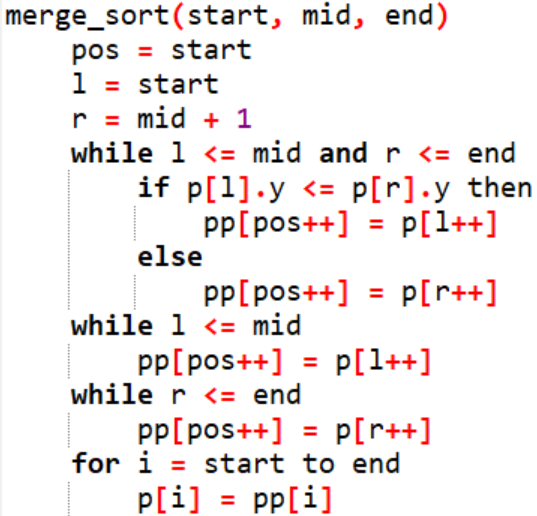 merge_sort(start, mid, end)
pos = start
l = start
r = mid + 1
while l <= mid and r <= end
if p[l].y <= p[r].y then
pp[pos++] = p[l++]
else
pp[pos++] = p[r++]
while l <= mid
pp[pos++] = p[l++]
while r <= end
pp[pos++] = p[r++]
for i = start to end
p[i] = pp[i]